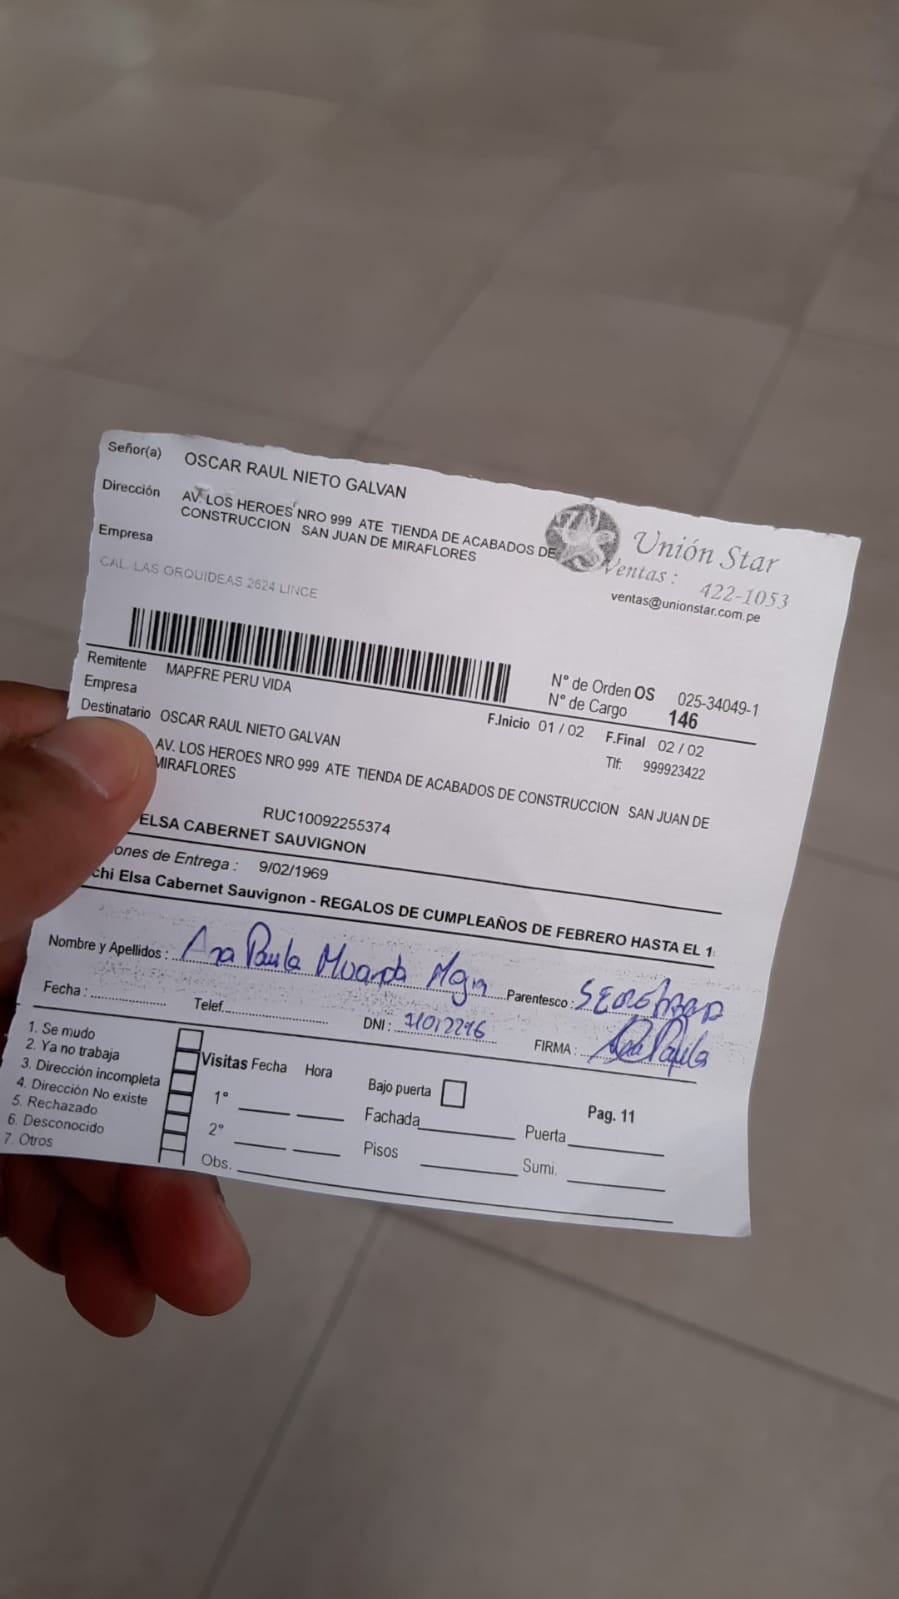 Señor(a) OSCAR RAUL NIETO GALVAN
Dirección AV. LOS HEROES NRO 999 ATE TIENDA DE ACABADOS DE
CONSTRUCCION SAN JUAN DE MIRAFLORES
Empresa
CAL. LAS ORQUIDEAS 2624 LINCE
Unión Star
Ventas : 422-1053
ventas@unionstar.com.pe
Remitente MAPFRE PERU VIDA
Empresa
N° de Orden OS 025-34049-1
N° de Cargo 146
F.Inicio 01 / 02 F.Final 02 / 02
Tlf: 999923422
Destinatario OSCAR RAUL NIETO GALVAN
AV. LOS HEROES NRO 999 ATE TIENDA DE ACABADOS DE CONSTRUCCION SAN JUAN DE
MIRAFLORES
RUC10092255374
ELSA CABERNET SAUVIGNON
ones de Entrega : 9/02/1969
chi Elsa Cabernet Sauvignon - REGALOS DE CUMPLEAÑOS DE FEBRERO HASTA EL 1
Nombre y Apellidos : Ana Paula Parentesco :
Fecha : Telef. DNI : FIRMA : Ana Paula
1. Se mudo
2. Ya no trabaja
3. Dirección incompleta
4. Dirección No existe
5. Rechazado
6. Desconocido
7. Otros
Visitas Fecha Hora Bajo puerta Pag. 11
1° Fachada Puerta
2° Pisos Sumi.
Obs.